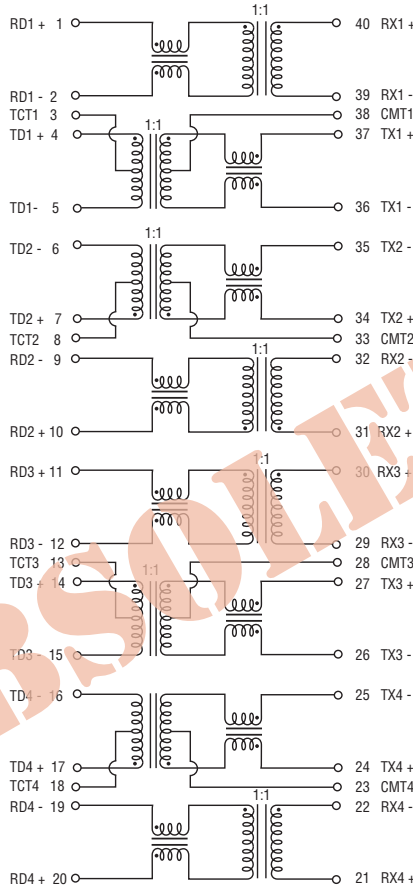 1:1
RD1 + 1 40 RX1 +
RD1 - 2 39 RX1 -
TCT1 3 38 CMT1
1:1
TD1 + 4 37 TX1 +
TD1- 5 36 TX1 -
TD2 - 6 35 TX2 -
1:1
TD2 + 7 34 TX2 +
TCT2 8 33 CMT2
1:1
RD2 - 9 32 RX2 -
RD2 + 10 31 RX2 +
1:1
RD3 + 11 30 RX3 +
RD3 - 12 29 RX3 -
TCT3 13 28 CMT3
1:1
TD3 + 14 27 TX3 +
TD3 - 15 26 TX3 -
TD4 - 16 25 TX4 -
TD4 + 17 24 TX4 +
TCT4 18 23 CMT4
1:1
RD4 - 19 22 RX4 -
RD4 + 20 21 RX4 +
BSOLE